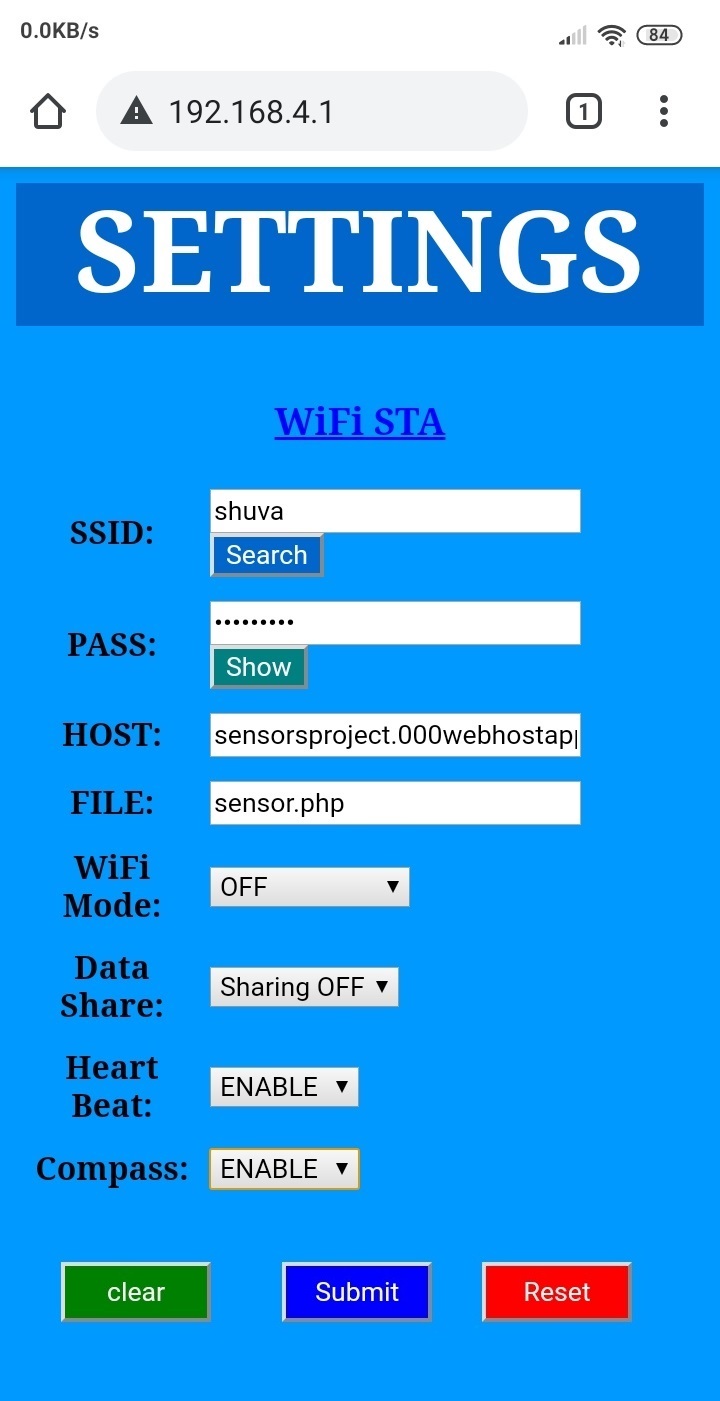 0.0KB/s
84
192.168.4.1
1
SETTINGS
WiFi STA
SSID:
shuva
Search
PASS:
•••••••••
Show
HOST:
sensorsproject.000webhostap
FILE:
sensor.php
WiFi
Mode:
OFF
Data
Share:
Sharing OFF
Heart
Beat:
ENABLE
Compass:
ENABLE
clear
Submit
Reset